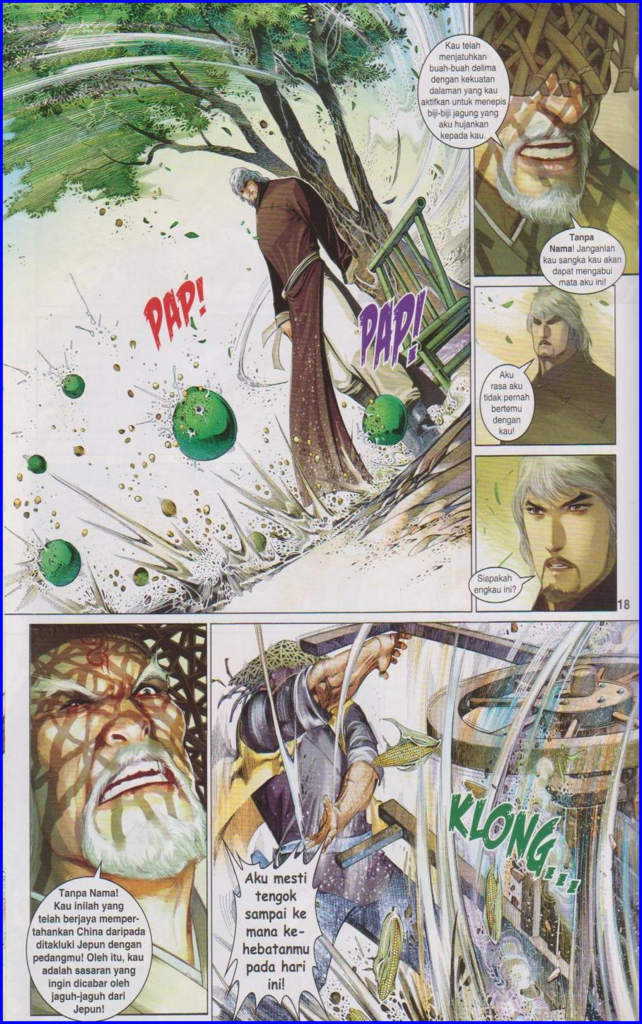 Kau telah
menjatuhkan
buah-buah delima
dengan kekuatan
dalaman yang kau
aktifkan untuk menepis
biji-biji jagung yang
aku hujankan
kepada kau.
Tanpa
Nama! Janganlah
kau sangka kau akan
dapat mengabui
mata aku ini!
PAP!
PAP!
Aku
rasa aku
tidak pernah
bertemu
dengan
kau!
Siapakah
engkau ini?
18
Tanpa Nama!
Kau inilah yang
telah berjaya memper-
tahankan China daripada
ditakluki Jepun dengan
pedangmu! Oleh itu, kau
adalah sasaran yang
ingin dicabar oleh
jaguh-jaguh dari
Jepun!
Aku mesti
tengok
sampai ke
mana ke-
hebatanmu
pada hari
ini!
KLONG...